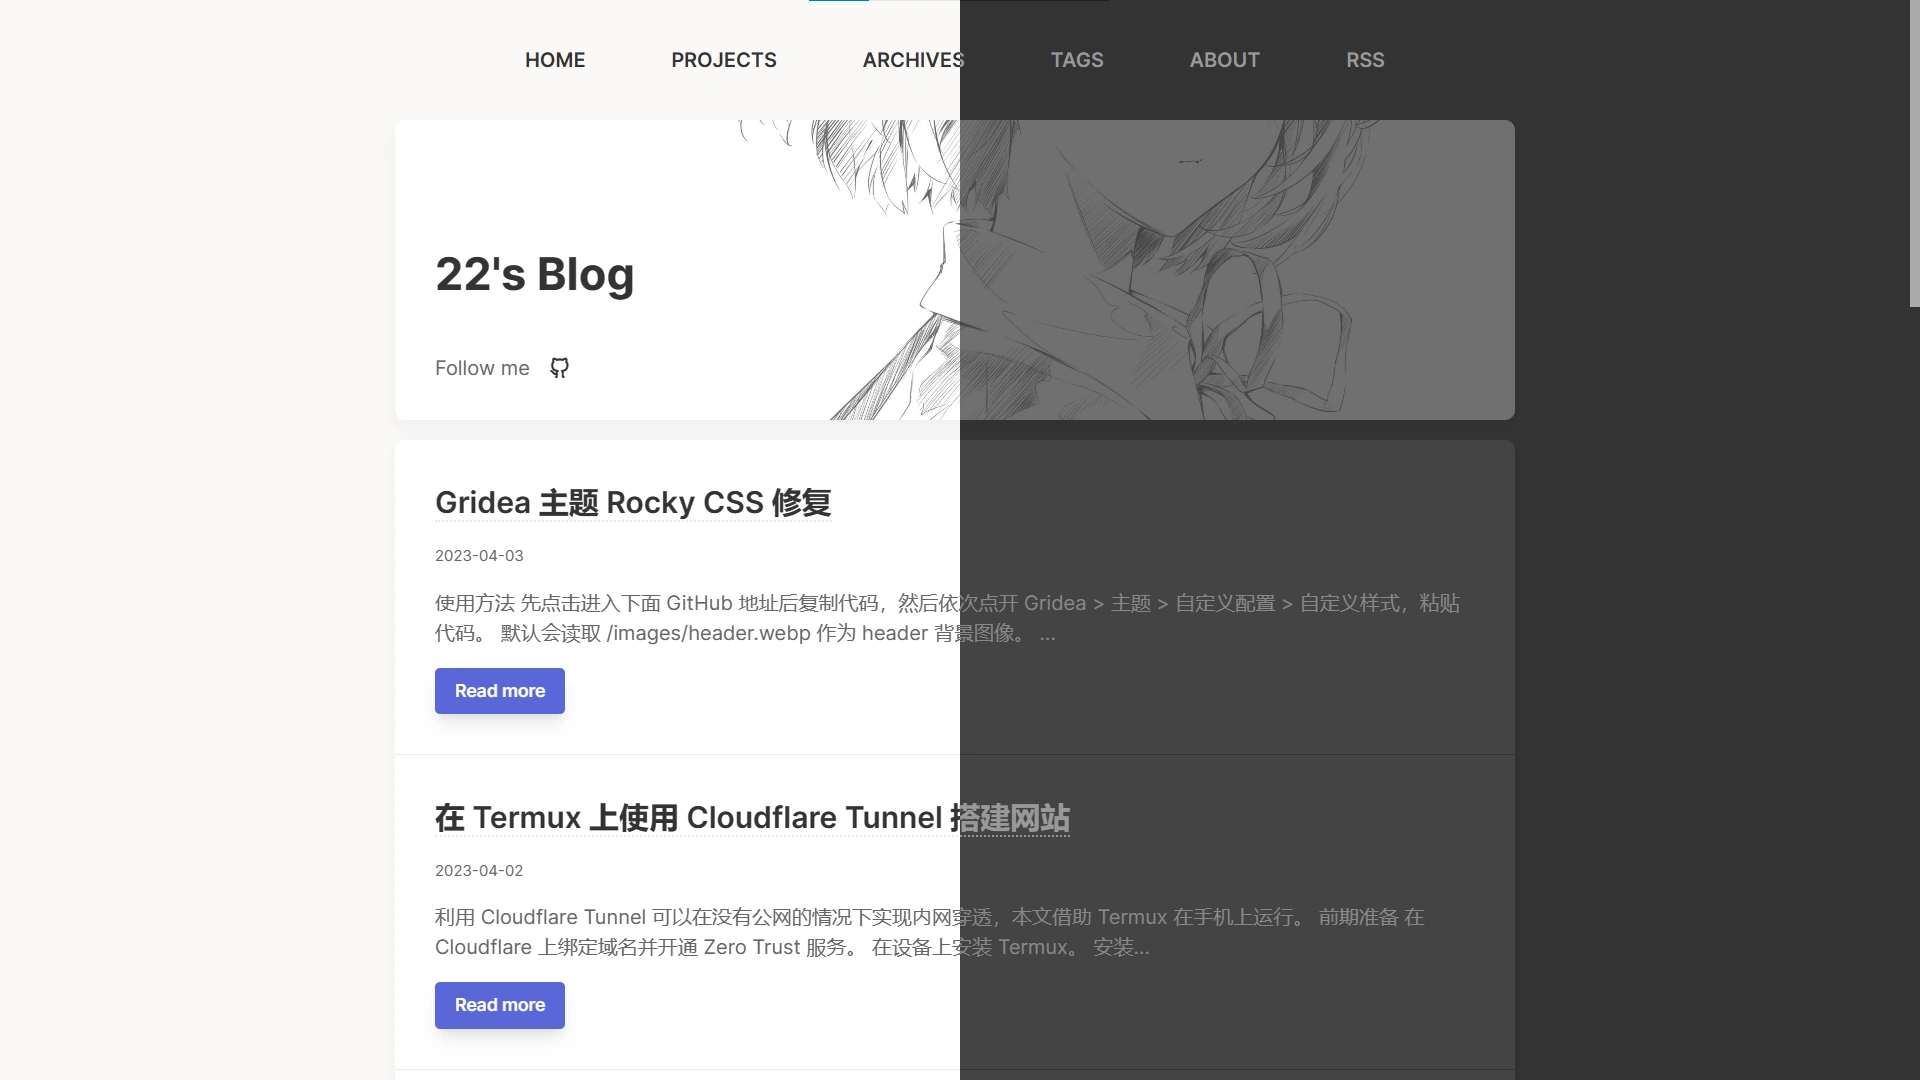 HOME PROJECTS ARCHIVES TAGS ABOUT RSS
22's Blog
Follow me
Gridea 主题 Rocky CSS 修复
2023-04-03
使用方法 先点击进入下面 GitHub 地址后复制代码，然后依次点开 Gridea > 主题 > 自定义配置 > 自定义样式，粘贴
代码。 默认会读取 /images/header.webp 作为 header 背景图像。 ...
Read more
在 Termux 上使用 Cloudflare Tunnel 搭建网站
2023-04-02
利用 Cloudflare Tunnel 可以在没有公网的情况下实现内网穿透，本文借助 Termux 在手机上运行。 前期准备 在
Cloudflare 上绑定域名并开通 Zero Trust 服务。 在设备上安装 Termux。 安装...
Read more